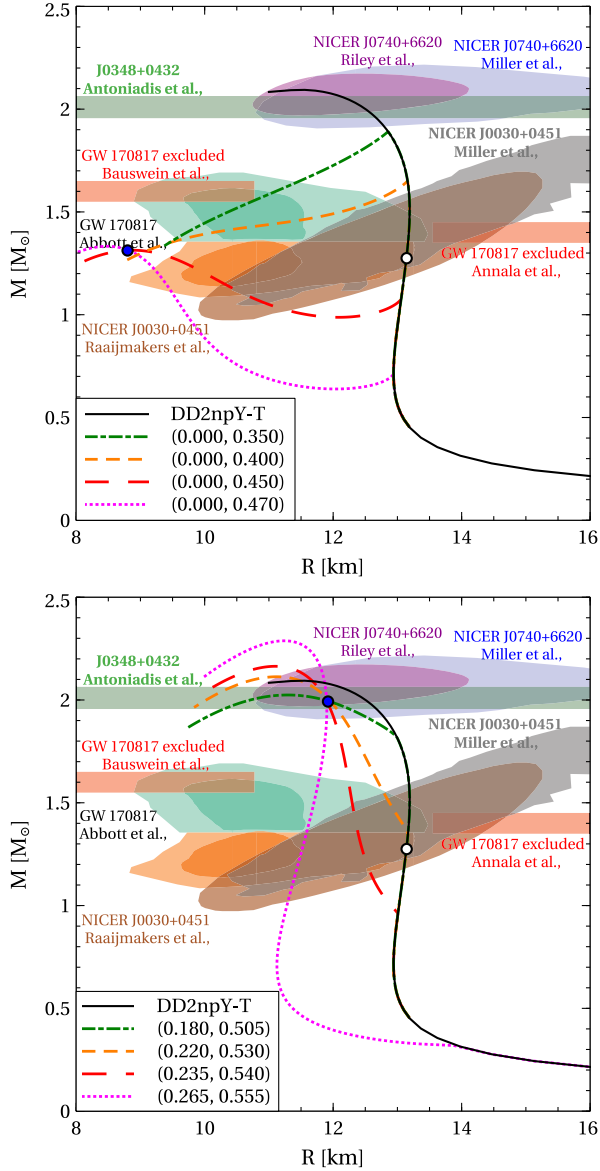 2.5
NICER J0740+6620
Riley et al.,
NICER J0740+6620
Miller et al.,
J0348+0432
Antoniadis et al.,
2
NICER J0030+0451
Miller et al.,
GW 170817 excluded
Bauswein et al.,
1.5
GW 170817
Abbott et al.,
GW 170817 excluded
Annala et al.,
M [M⊙]
1
NICER J0030+0451
Raaijmakers et al.,
DD2npY-T
(0.000, 0.350)
(0.000, 0.400)
(0.000, 0.450)
(0.000, 0.470)
0.5
0
8 10 12 14 16
R [km]
2.5
NICER J0740+6620
Riley et al.,
NICER J0740+6620
Miller et al.,
J0348+0432
Antoniadis et al.,
2
NICER J0030+0451
Miller et al.,
GW 170817 excluded
Bauswein et al.,
1.5
GW 170817
Abbott et al.,
GW 170817 excluded
Annala et al.,
M [M⊙]
1
NICER J0030+0451
Raaijmakers et al.,
0.5
DD2npY-T
(0.180, 0.505)
(0.220, 0.530)
(0.235, 0.540)
(0.265, 0.555)
0
8 10 12 14 16
R [km]